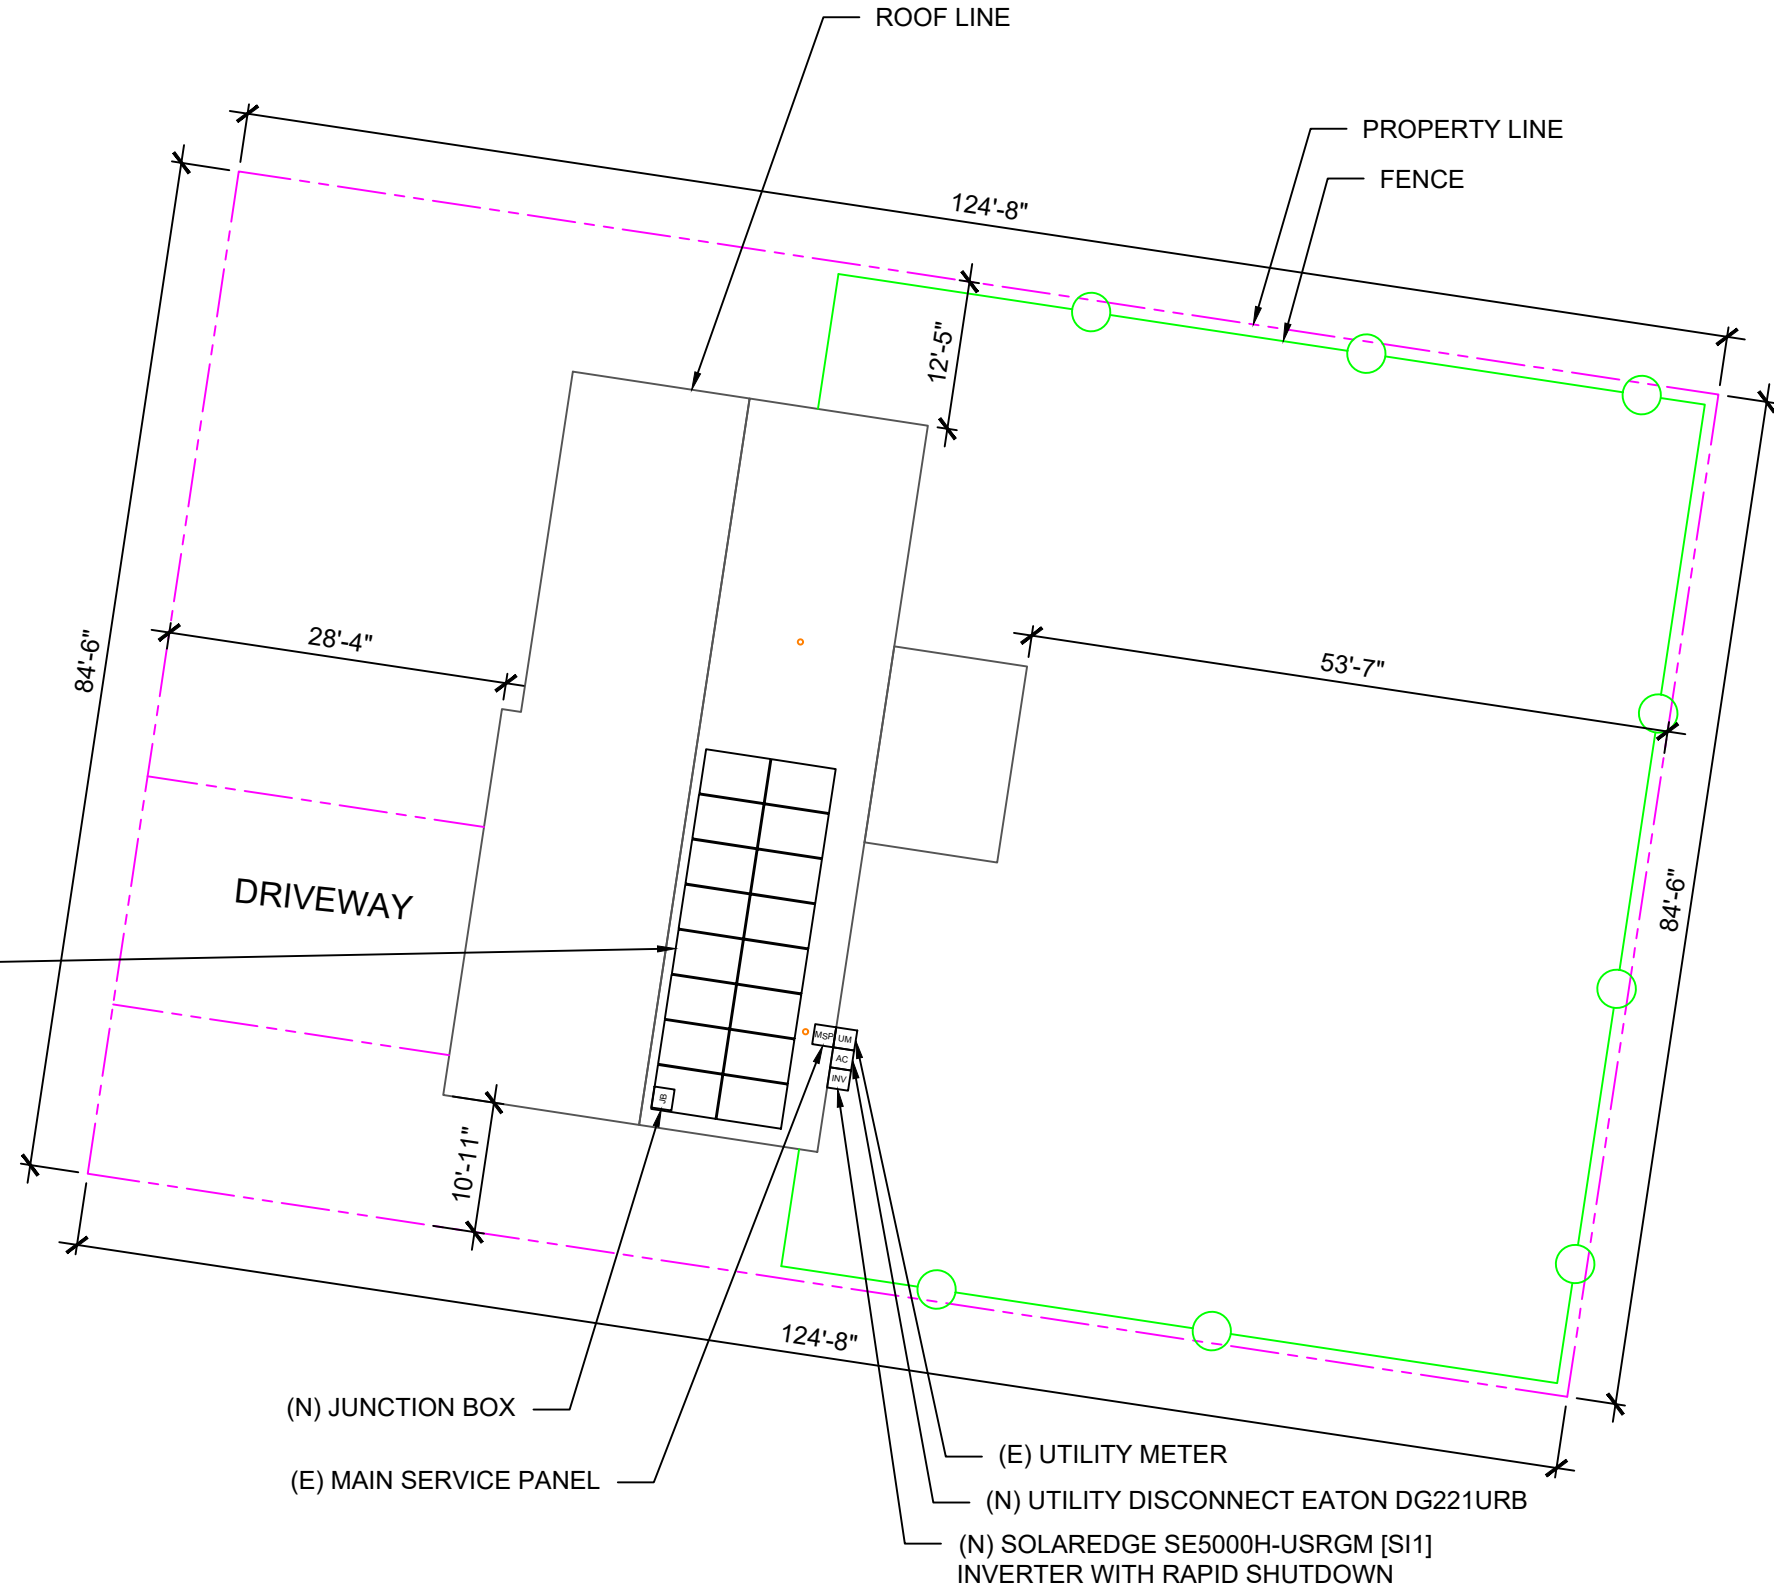 ROOF LINE
PROPERTY LINE
FENCE
124'-8"
12'-5"
84'-6"
28'-4"
53'-7"
DRIVEWAY
84'-6"
MSP
UM
AC
INV
JB
10'-11"
124'-8"
(N) JUNCTION BOX
(E) MAIN SERVICE PANEL
(E) UTILITY METER
(N) UTILITY DISCONNECT EATON DG221URB
(N) SOLAREDGE SE5000H-USRGM [SI1]
INVERTER WITH RAPID SHUTDOWN